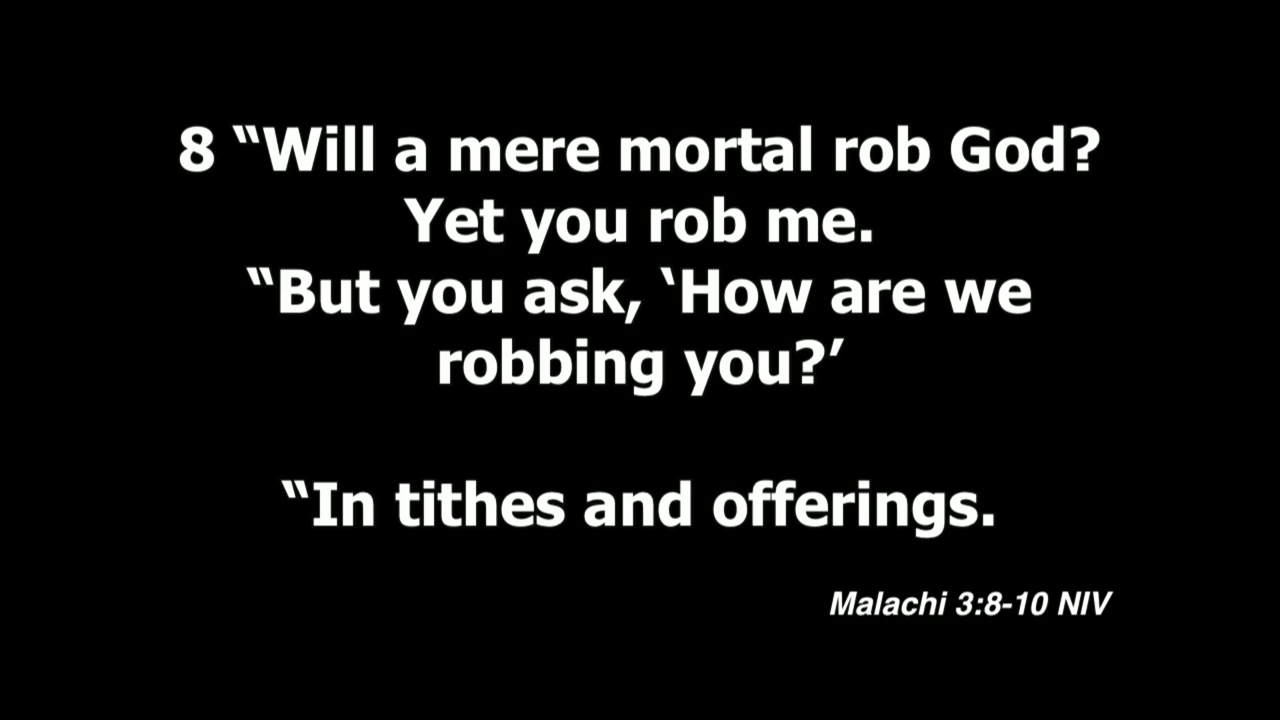 8 “Will a mere mortal rob God?
Yet you rob me.
“But you ask, ‘How are we
robbing you?’
“In tithes and offerings.
Malachi 3:8-10 NIV